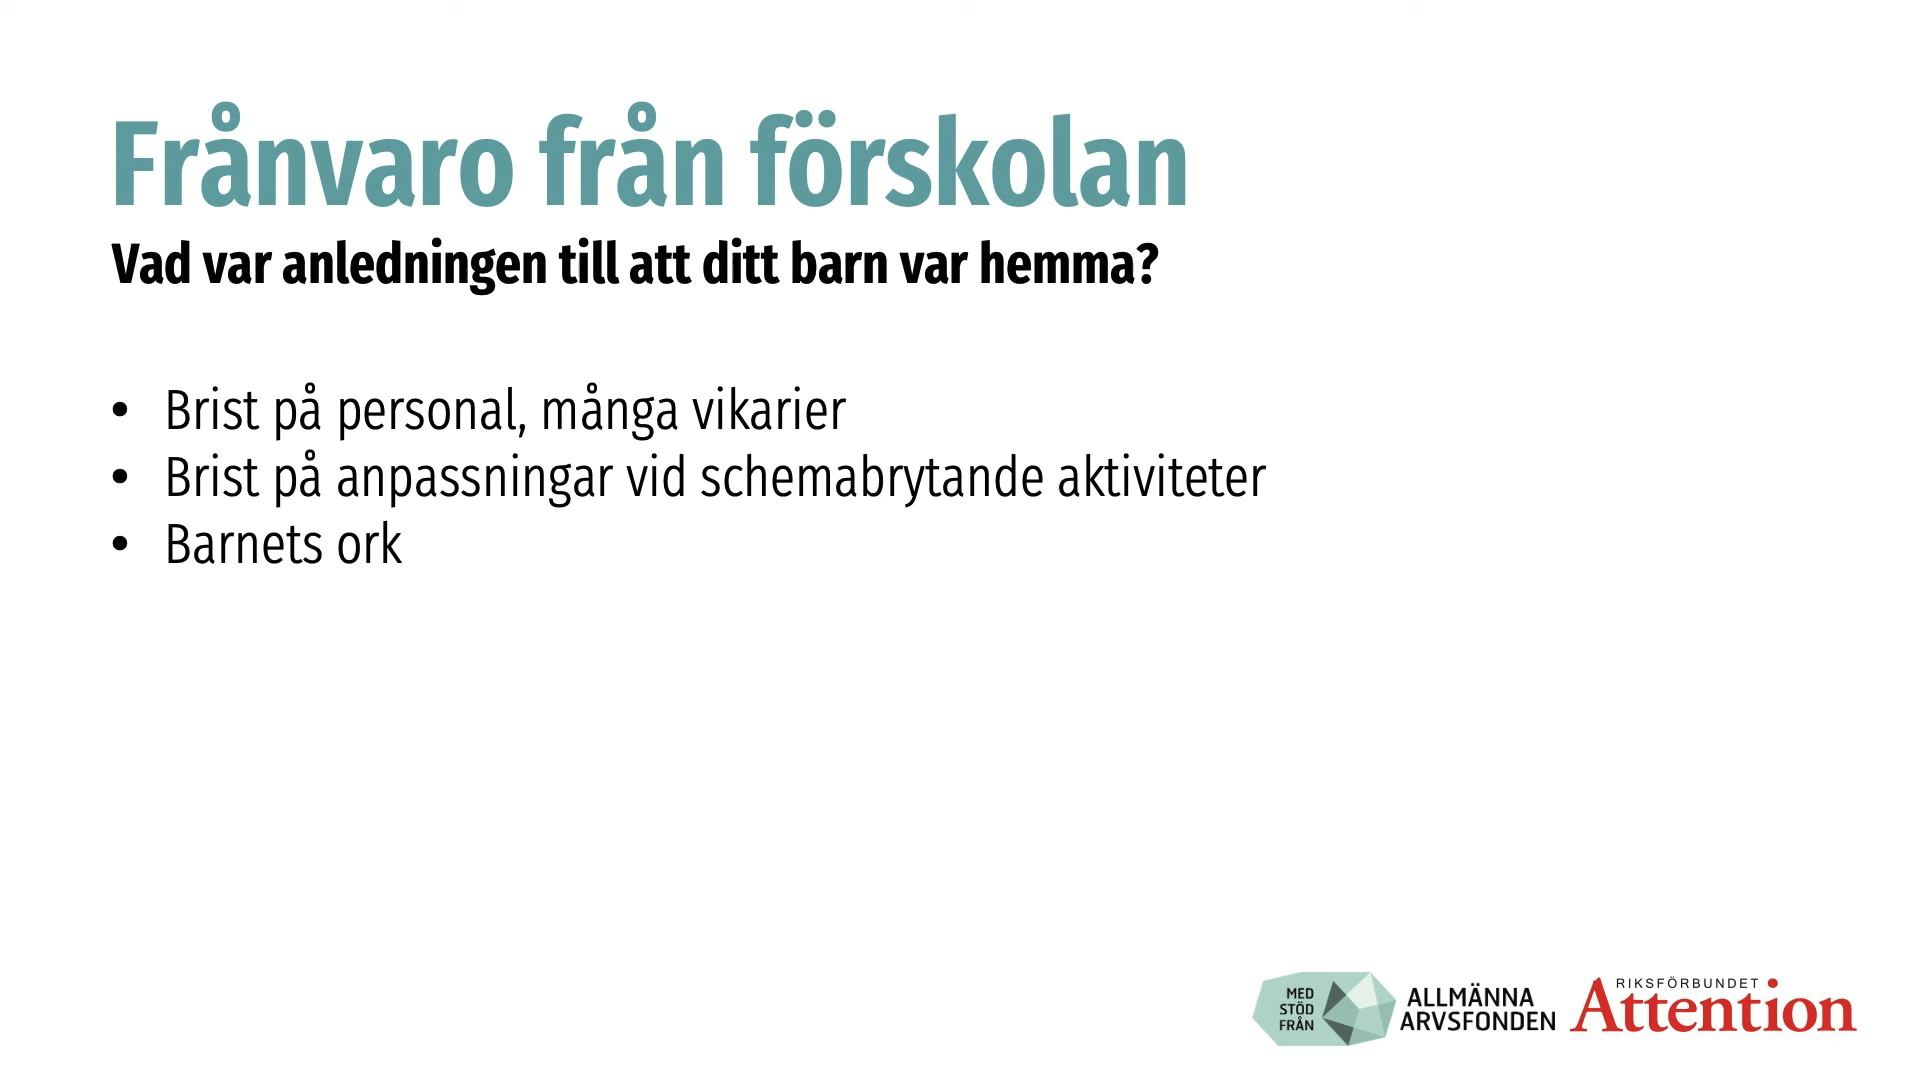 Frånvaro från förskolan
Vad var anledningen till att ditt barn var hemma?
• Brist på personal, många vikarier
• Brist på anpassningar vid schemabrytande aktiviteter
• Barnets ork
MED
STÖD
FRÅN
ALLMÄNNA
ARVSFONDEN
RIKSFÖRBUNDET
Attention